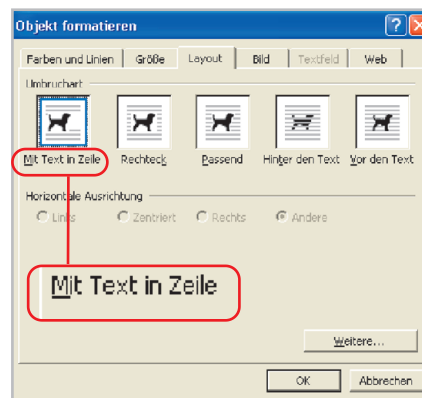 Objekt formatieren
Farben und Linien Größe Layout Bild Textfeld Web
Umbruchart
Mit Text in Zeile Rechteck Passend Hinter den Text Vor den Text
Horizontale Ausrichtung
Links Zentriert Rechts Andere
Mit Text in Zeile
Weitere...
OK Abbrechen